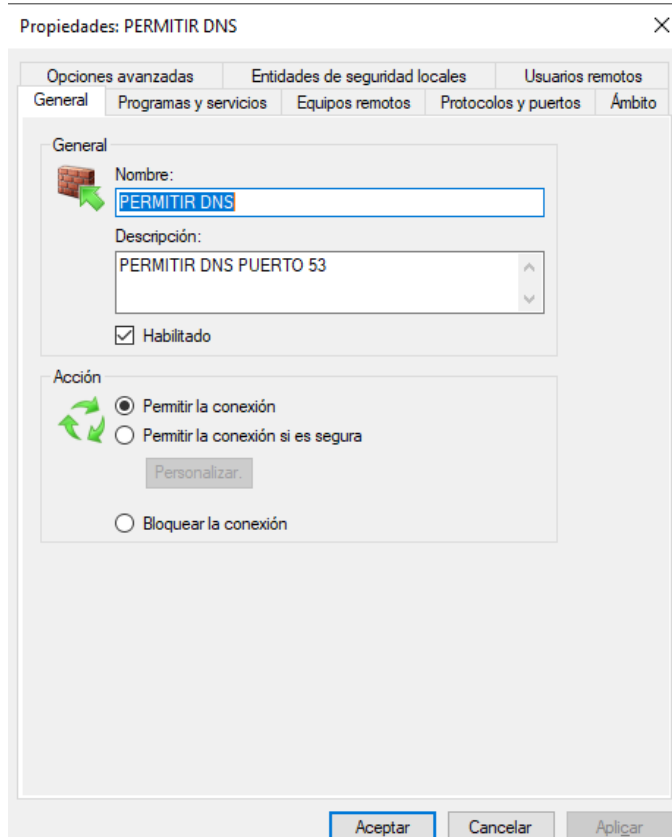 Propiedades: PERMITIR DNS
Opciones avanzadas Entidades de seguridad locales Usuarios remotos
General Programas y servicios Equipos remotos Protocolos y puertos Ámbito
General
Nombre:
PERMITIR DNS
Descripción:
PERMITIR DNS PUERTO 53
Habilitado
Acción
Permitir la conexión
Permitir la conexión si es segura
Personalizar.
Bloquear la conexión
Aceptar Cancelar Aplicar